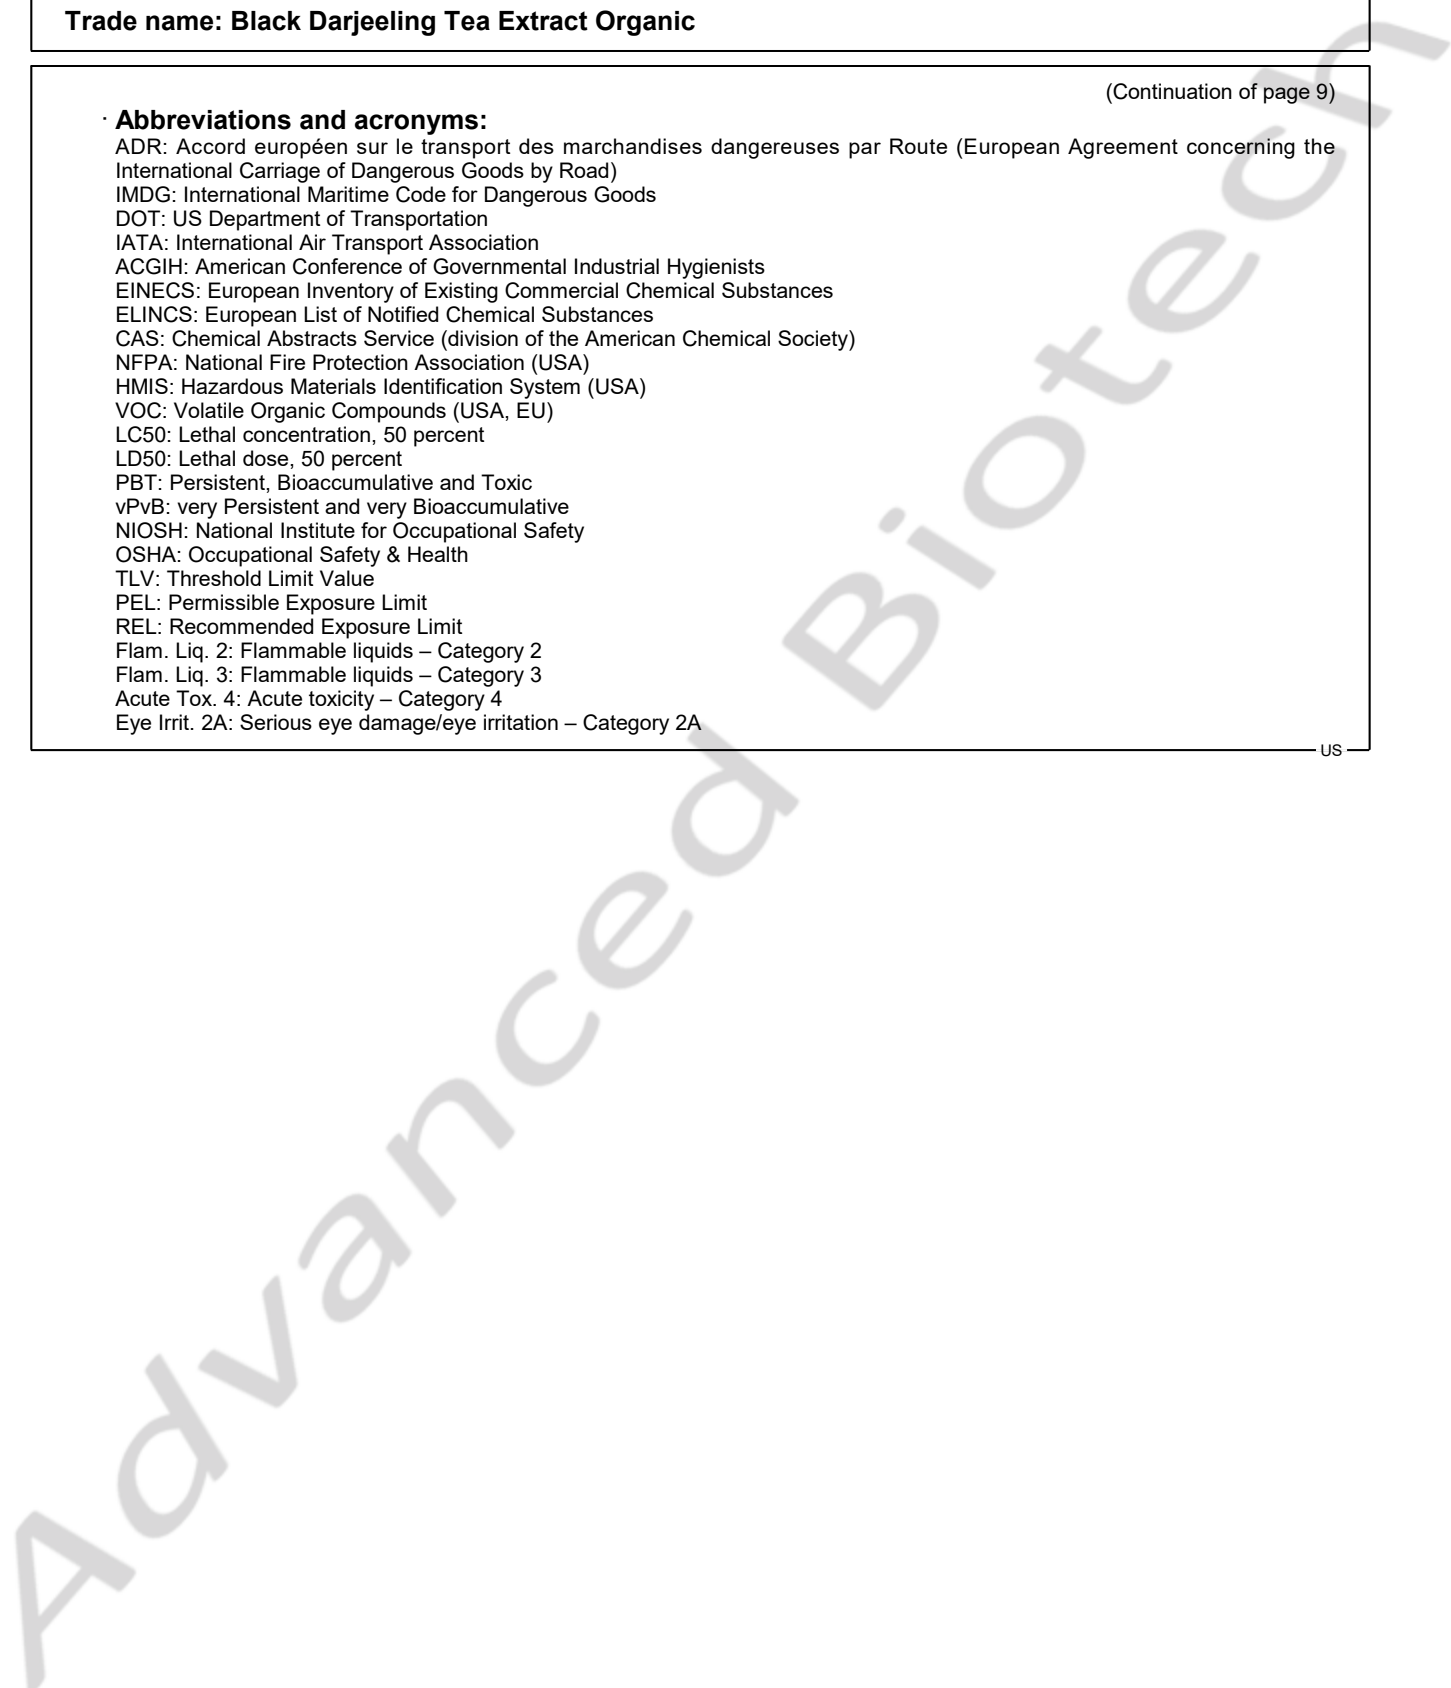 Trade name: Black Darjeeling Tea Extract Organic
(Continuation of page 9)
· Abbreviations and acronyms:
ADR: Accord européen sur le transport des marchandises dangereuses par Route (European Agreement concerning the
International Carriage of Dangerous Goods by Road)
IMDG: International Maritime Code for Dangerous Goods
DOT: US Department of Transportation
IATA: International Air Transport Association
ACGIH: American Conference of Governmental Industrial Hygienists
EINECS: European Inventory of Existing Commercial Chemical Substances
ELINCS: European List of Notified Chemical Substances
CAS: Chemical Abstracts Service (division of the American Chemical Society)
NFPA: National Fire Protection Association (USA)
HMIS: Hazardous Materials Identification System (USA)
VOC: Volatile Organic Compounds (USA, EU)
LC50: Lethal concentration, 50 percent
LD50: Lethal dose, 50 percent
PBT: Persistent, Bioaccumulative and Toxic
vPvB: very Persistent and very Bioaccumulative
NIOSH: National Institute for Occupational Safety
OSHA: Occupational Safety & Health
TLV: Threshold Limit Value
PEL: Permissible Exposure Limit
REL: Recommended Exposure Limit
Flam. Liq. 2: Flammable liquids – Category 2
Flam. Liq. 3: Flammable liquids – Category 3
Acute Tox. 4: Acute toxicity – Category 4
Eye Irrit. 2A: Serious eye damage/eye irritation – Category 2A
US
Advanced Biotech